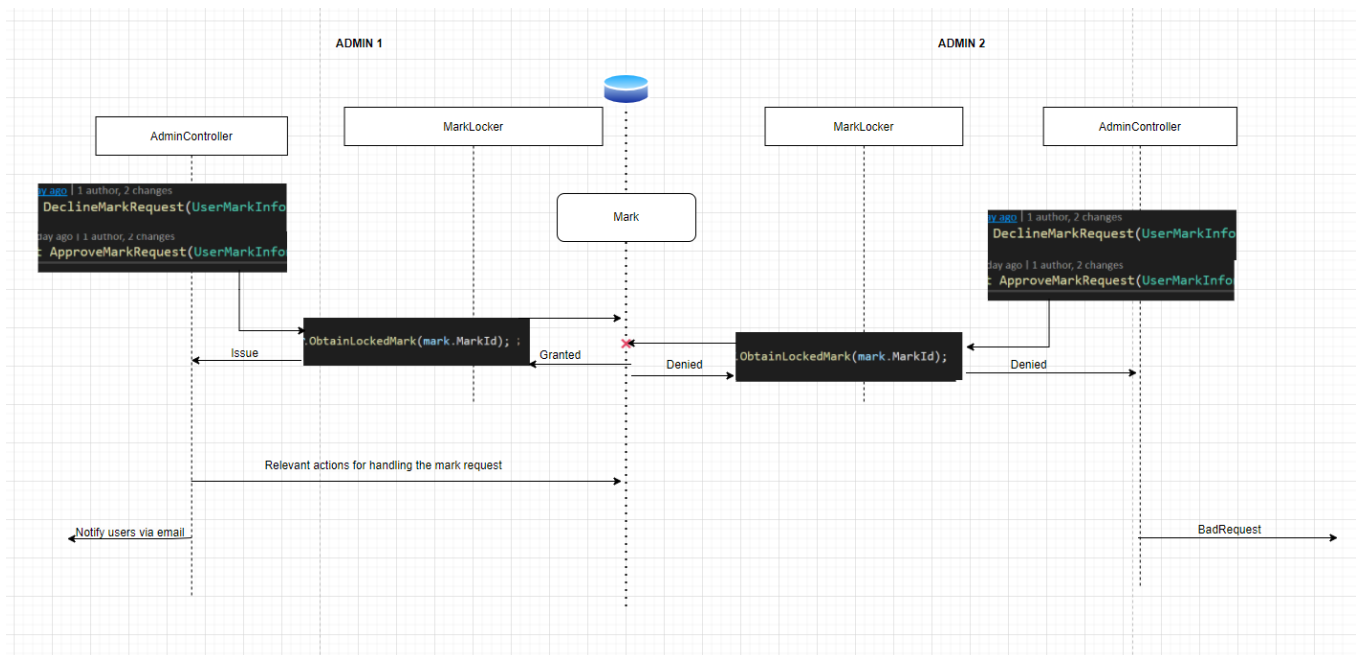 ADMIN 1
ADMIN 2
AdminController
MarkLocker
MarkLocker
AdminController
Mark
ay ago | 1 author, 2 changes
DeclineMarkRequest(UserMarkInfo
day ago | 1 author, 2 changes
ApproveMarkRequest(UserMarkInfo
ay ago | 1 author, 2 changes
DeclineMarkRequest(UserMarkInfo
day ago | 1 author, 2 changes
ApproveMarkRequest(UserMarkInfo
.ObtainLockedMark(mark.MarkId);
.ObtainLockedMark(mark.MarkId);
Issue
Granted
Denied
Denied
Relevant actions for handling the mark request
Notify users via email
BadRequest